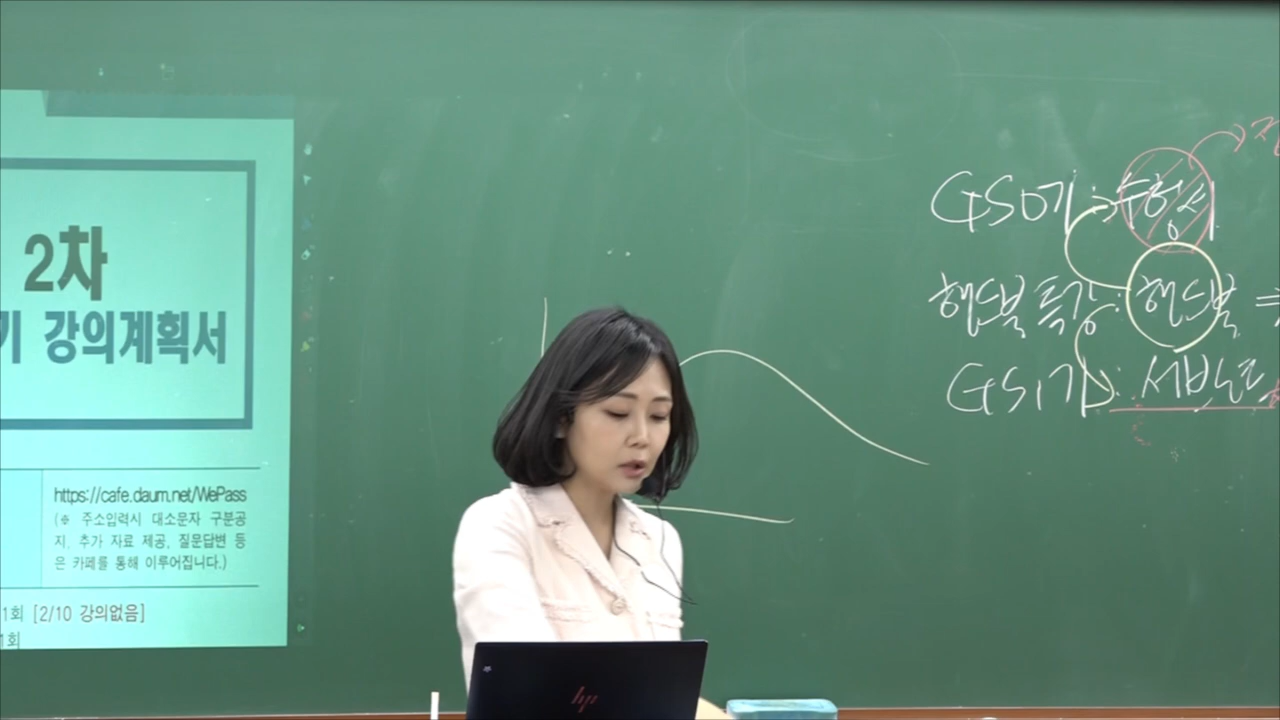 2차
기 강의계획서
https://cafe.daum.net/WePass
(※ 주소입력시 대소문자 구분공
지, 추가 자료 제공, 질문답변 등
은 카페를 통해 이루어집니다.)
1회 [2/10 강의없음]
1회
GS0기: 수험서
핸드북 특강: 핸드북 =
GS1기: 서브노트
hp